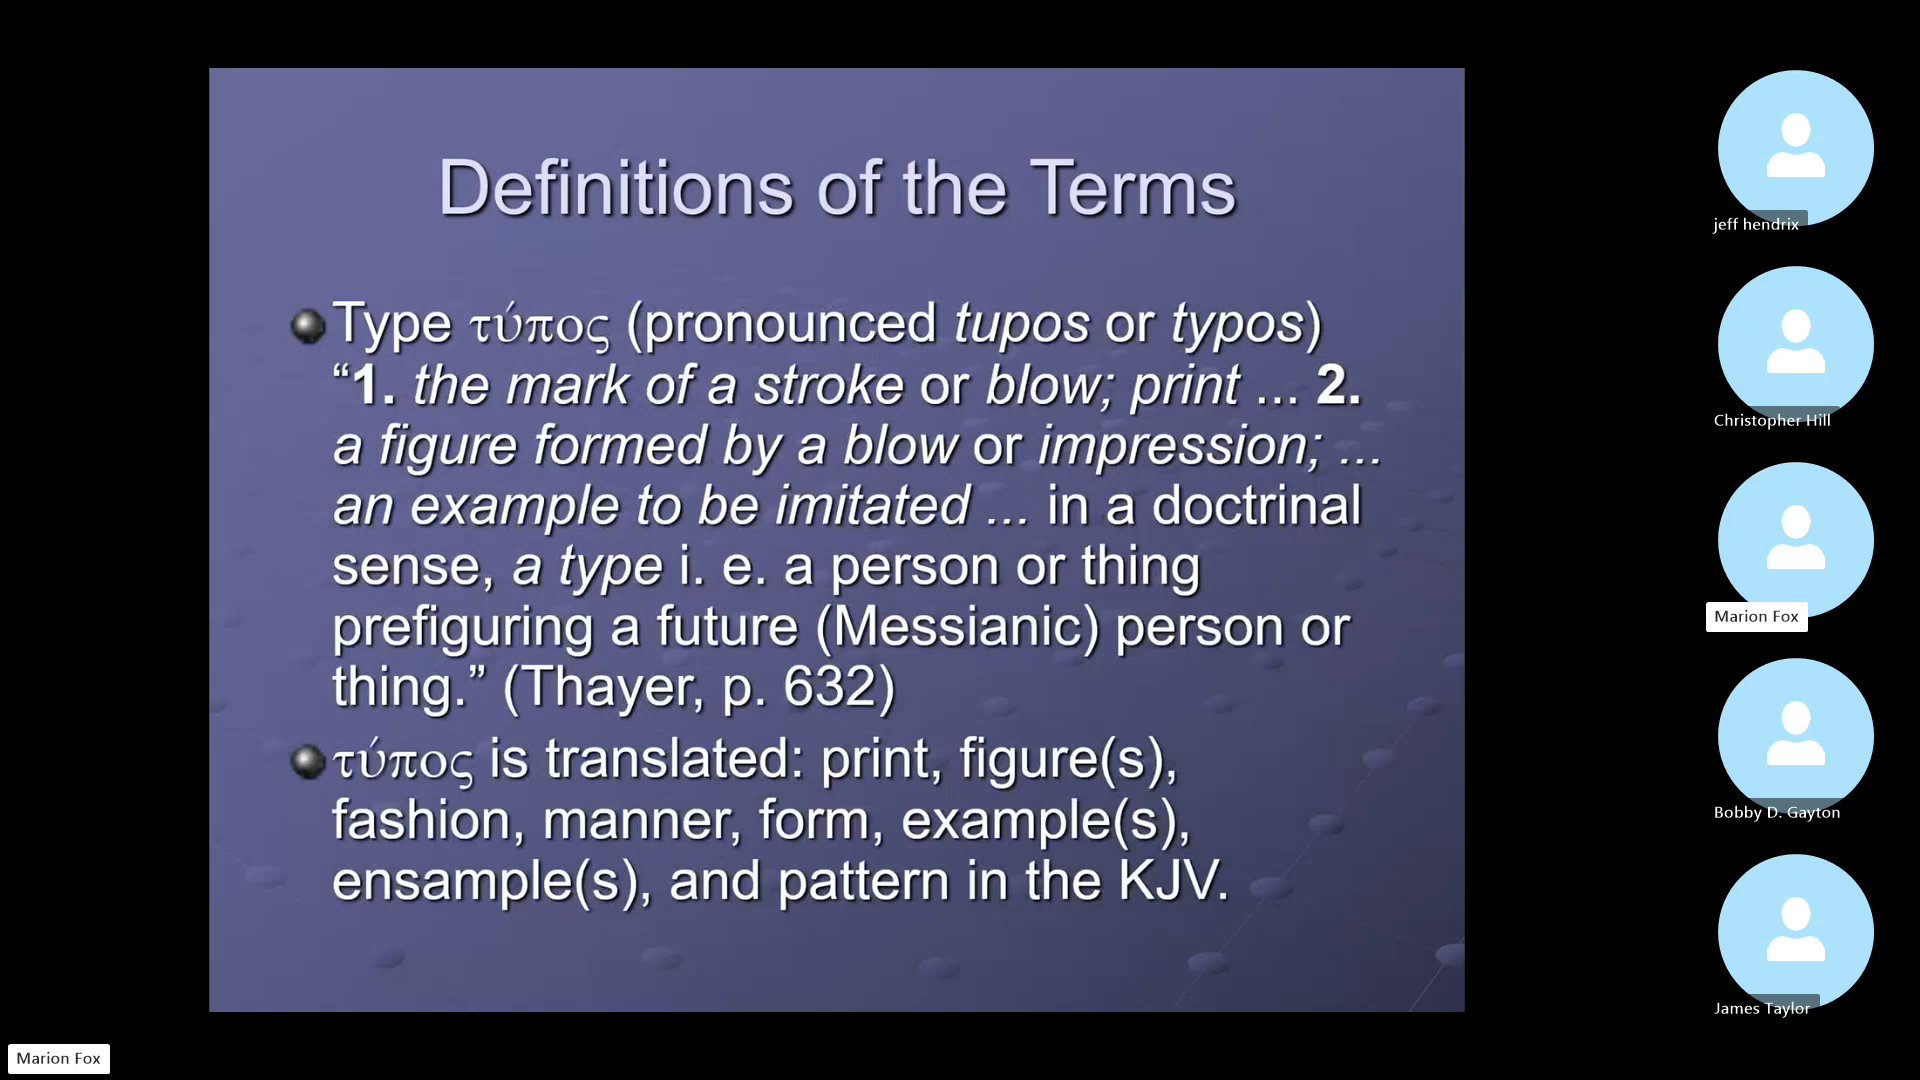 Definitions of the Terms
Type τύπος (pronounced tupos or typos)
“1. the mark of a stroke or blow; print ... 2.
a figure formed by a blow or impression; ...
an example to be imitated ... in a doctrinal
sense, a type i. e. a person or thing
prefiguring a future (Messianic) person or
thing.” (Thayer, p. 632)
τύπος is translated: print, figure(s),
fashion, manner, form, example(s),
ensample(s), and pattern in the KJV.
jeff hendrix
Christopher Hill
Marion Fox
Bobby D. Gayton
James Taylor
Marion Fox